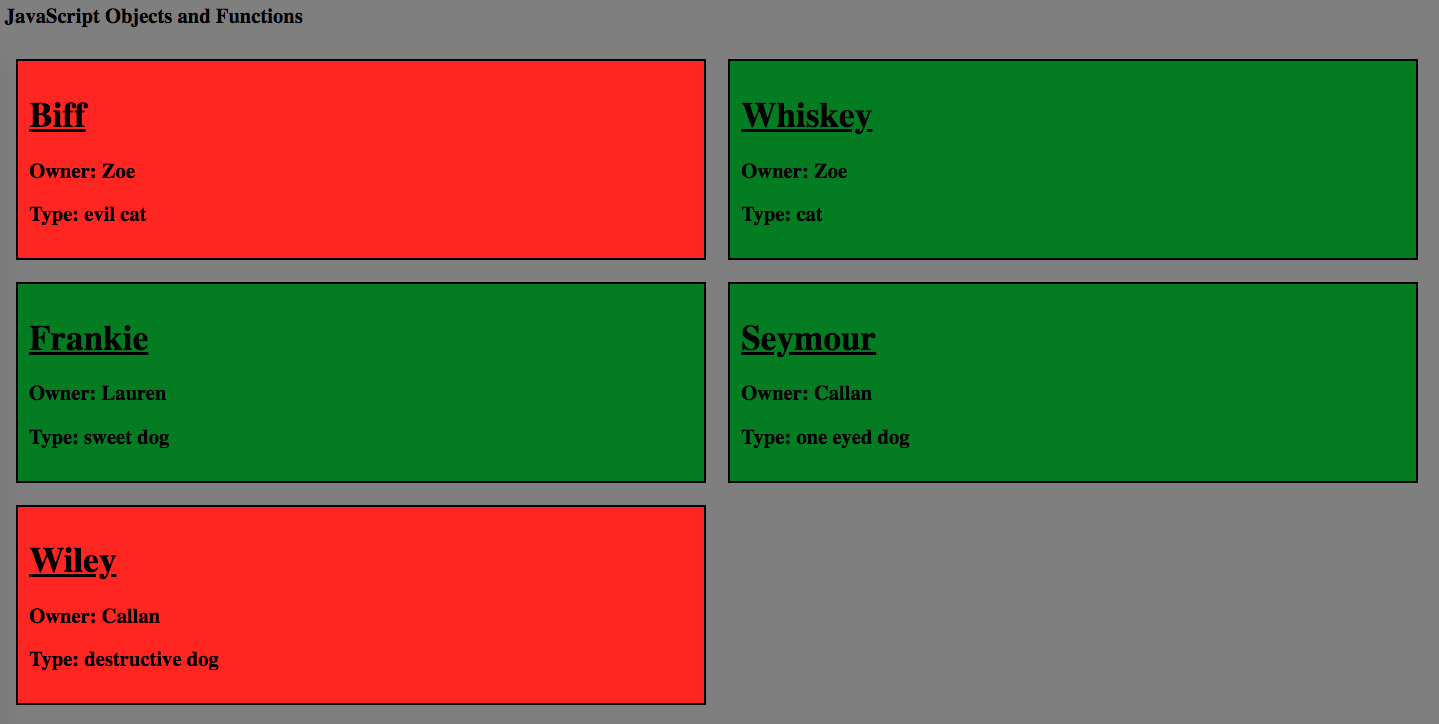 JavaScript Objects and Functions
Biff
Owner: Zoe
Type: evil cat
Whiskey
Owner: Zoe
Type: cat
Frankie
Owner: Lauren
Type: sweet dog
Seymour
Owner: Callan
Type: one eyed dog
Wiley
Owner: Callan
Type: destructive dog